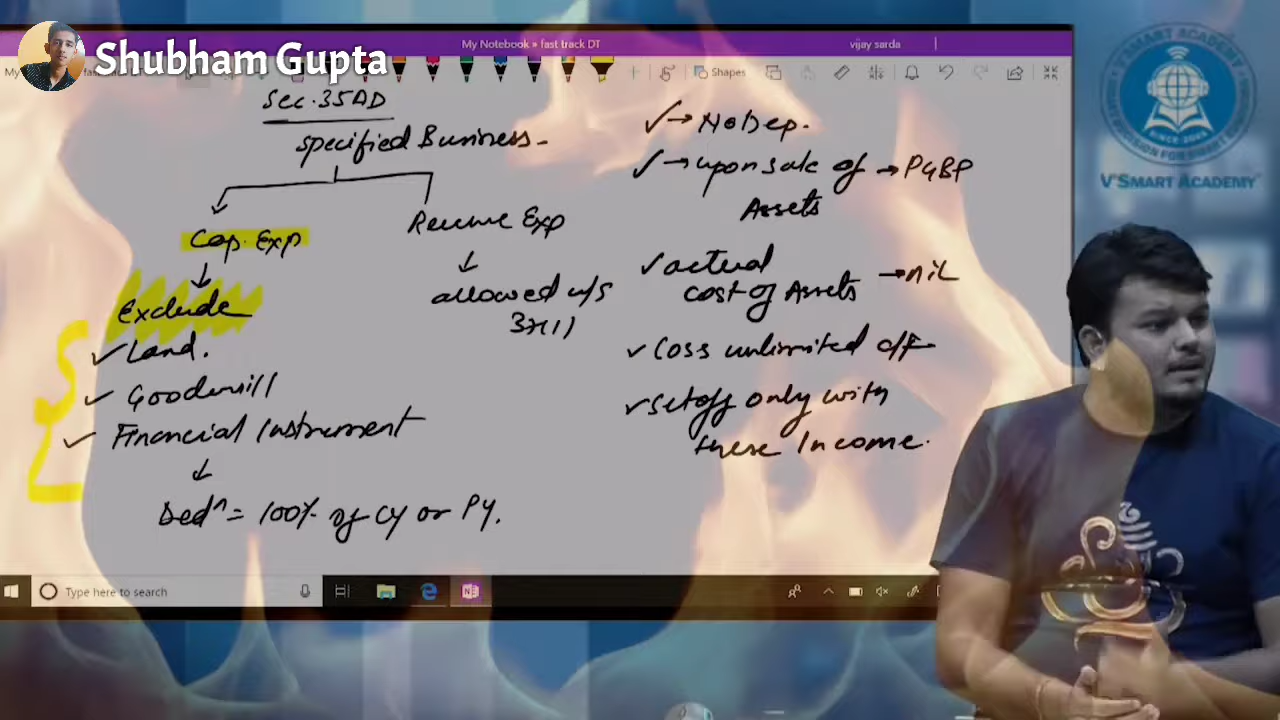 Shubham Gupta
My Notebook » fast track DT
vijay sarda
Shapes
Sec. 35AD
specified Business -
Cap. Exp
Revenue Exp
Exclude
allowed u/s
37(1)
✓ Land.
✓ Goodwill
✓ Financial Instrument
Dedⁿ = 100% of CY or PY.
✓ → No Dep.
✓ → upon sale of → PGBP
Assets
✓ actual
cost of Assets → nil
✓ Loss unlimited c/f
✓ setoff only with
these Income.
V'SMART ACADEMY
SINCE
V'SMART ACADEMY
Type here to search